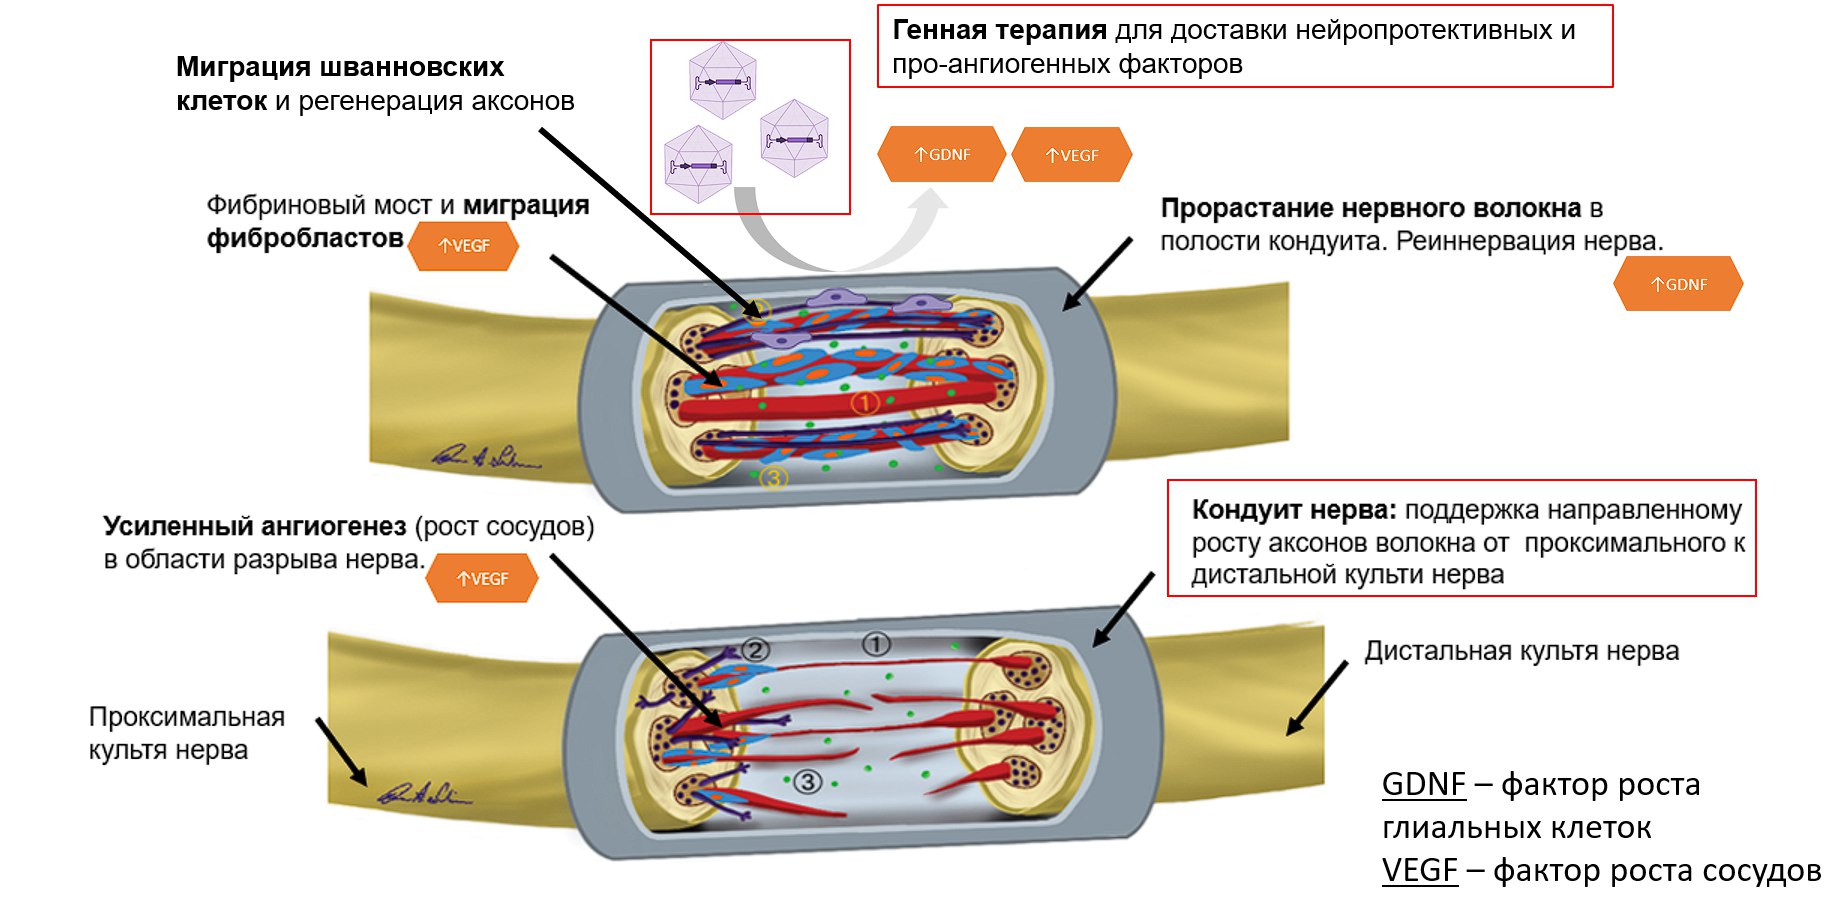 Генная терапия для доставки нейропротективных и
про-ангиогенных факторов
Миграция шванновских
клеток и регенерация аксонов
↑GDNF
↑VEGF
Фибриновый мост и миграция
фибробластов
↑VEGF
Прорастание нервного волокна в
полости кондуита. Реиннервация нерва.
↑GDNF
①
③
Усиленный ангиогенез (рост сосудов)
в области разрыва нерва.
↑VEGF
Кондуит нерва: поддержка направленному
росту аксонов волокна от проксимального к
дистальной культи нерва
②
①
③
Дистальная культя нерва
Проксимальная
культя нерва
GDNF – фактор роста
глиальных клеток
VEGF – фактор роста сосудов